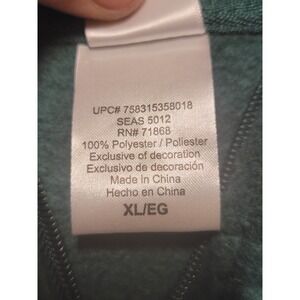 UPC# 758315358018
SEAS 5012
RN# 71868
100% Polyester / Poliester
Exclusive of decoration
Exclusivo de decoración
Made In China
Hecho en China
XL/EG